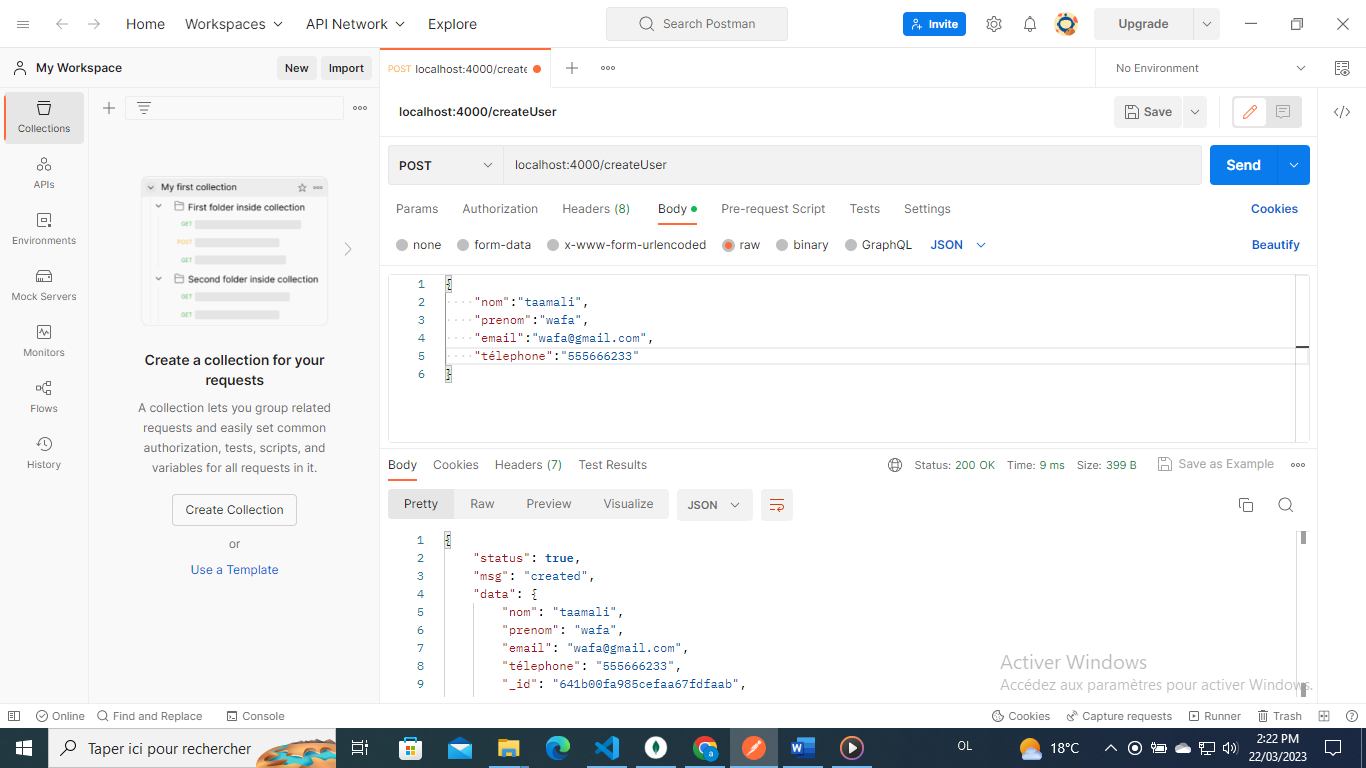 Home
Workspaces
API Network
Explore
Search Postman
Invite
Upgrade
My Workspace
New
Import
POST localhost:4000/create
No Environment
Collections
APIs
Environments
Mock Servers
Monitors
Flows
History
My first collection
First folder inside collection
GET
POST
GET
Second folder inside collection
GET
GET
Create a collection for your
requests
A collection lets you group related
requests and easily set common
authorization, tests, scripts, and
variables for all requests in it.
Create Collection
or
Use a Template
localhost:4000/createUser
Save
POST
localhost:4000/createUser
Send
Params Authorization Headers (8) Body Pre-request Script Tests Settings Cookies
none form-data x-www-form-urlencoded raw binary GraphQL JSON Beautify
1 {
2 "nom":"taamali",
3 "prenom":"wafa",
4 "email":"wafa@gmail.com",
5 "télephone":"555666233"
6 }
Body Cookies Headers (7) Test Results Status: 200 OK Time: 9 ms Size: 399 B Save as Example
Pretty Raw Preview Visualize JSON
1 {
2 "status": true,
3 "msg": "created",
4 "data": {
5 "nom": "taamali",
6 "prenom": "wafa",
7 "email": "wafa@gmail.com",
8 "télephone": "555666233",
9 "_id": "641b00fa985cefaa67fdfaab",
Activer Windows
Accédez aux paramètres pour activer Windows.
Online Find and Replace Console Cookies Capture requests Runner Trash
Taper ici pour rechercher
OL
18°C
2:22 PM
22/03/2023